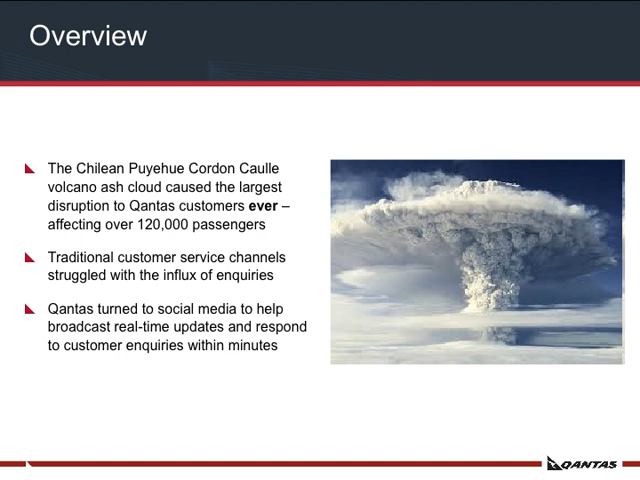 Overview
The Chilean Puyehue Cordon Caulle
volcano ash cloud caused the largest
disruption to Qantas customers ever –
affecting over 120,000 passengers
Traditional customer service channels
struggled with the influx of enquiries
Qantas turned to social media to help
broadcast real-time updates and respond
to customer enquiries within minutes
QANTAS